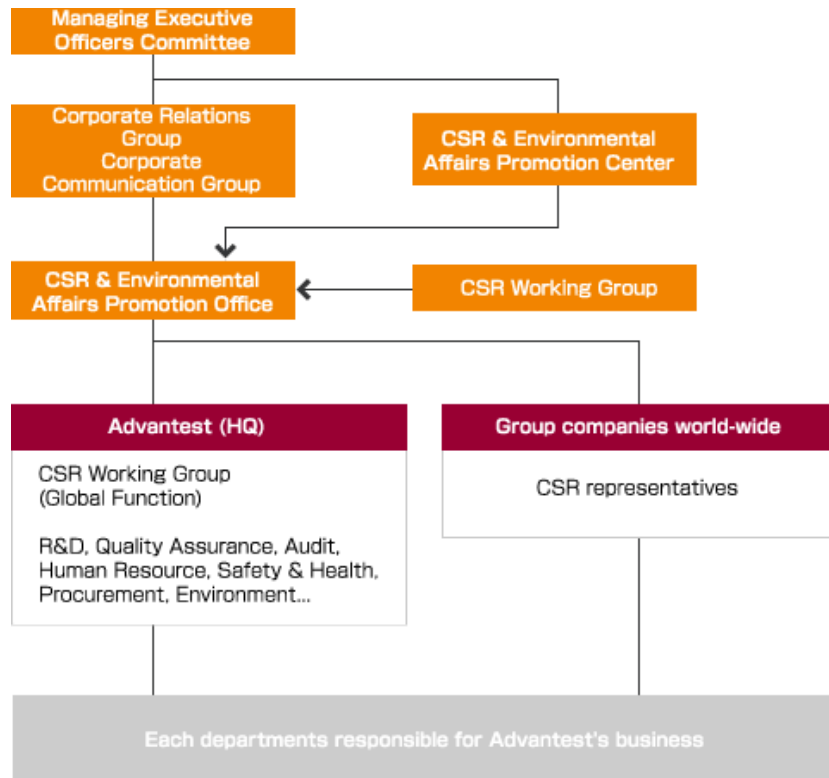 Managing Executive
Officers Committee
Corporate Relations
Group
Corporate
Communication Group
CSR & Environmental
Affairs Promotion Center
CSR & Environmental
Affairs Promotion Office
CSR Working Group
Advantest (HQ)
CSR Working Group
(Global Function)
R&D, Quality Assurance, Audit,
Human Resource, Safety & Health,
Procurement, Environment...
Group companies world-wide
CSR representatives
Each departments responsible for Advantest's business